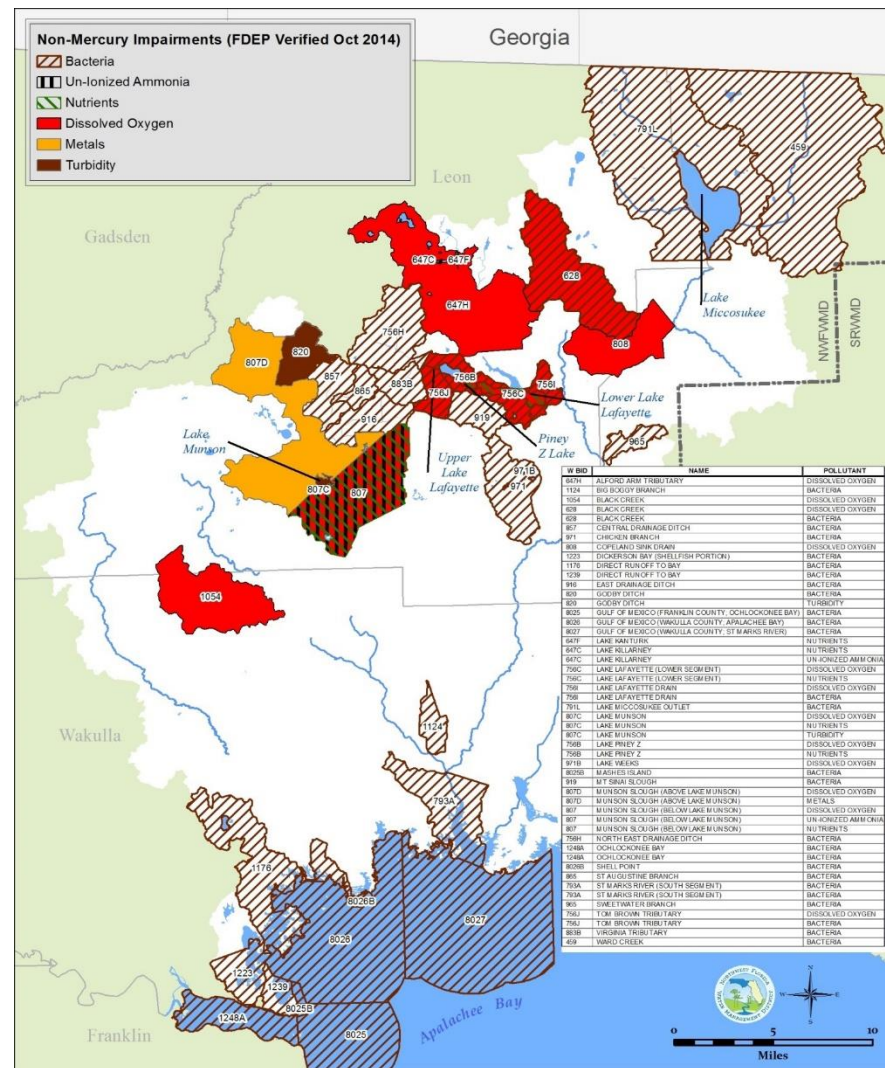 Non-Mercury Impairments (FDEP Verified Oct 2014)
Bacteria
Un-Ionized Ammonia
Nutrients
Dissolved Oxygen
Metals
Turbidity
Georgia
Leon
Gadsden
Wakulla
Franklin
NWFWMD
SRWMD
791L
459
647C
647F
647H
628
808
756H
807D
820
857
865
883B
756J
756B
756C
756I
916
919
965
971B
971
807C
807
1054
1124
793A
1176
8026B
8026
8027
1223
1239
8025B
1248A
8025
Lake
Miccosukee
Lower Lake
Lafayette
Piney
Z Lake
Upper
Lake
Lafayette
Lake
Munson
Apalachee Bay
W BID NAME POLLUTANT
647H ALFORD ARM TRIBUTARY DISSOLVED OXYGEN
1124 BIG BOGGY BRANCH BACTERIA
1054 BLACK CREEK DISSOLVED OXYGEN
628 BLACK CREEK DISSOLVED OXYGEN
628 BLACK CREEK BACTERIA
857 CENTRAL DRAINAGE DITCH BACTERIA
971 CHICKEN BRANCH BACTERIA
808 COPELAND SINK DRAIN DISSOLVED OXYGEN
1223 DICKERSON BAY (SHELLFISH PORTION) BACTERIA
1176 DIRECT RUNOFF TO BAY BACTERIA
1239 DIRECT RUNOFF TO BAY BACTERIA
916 EAST DRAINAGE DITCH BACTERIA
820 GODBY DITCH BACTERIA
820 GODBY DITCH TURBIDITY
8025 GULF OF MEXICO (FRANKLIN COUNTY; OCHLOCKONEE BAY) BACTERIA
8026 GULF OF MEXICO (WAKULLA COUNTY; APALACHEE BAY) BACTERIA
8027 GULF OF MEXICO (WAKULLA COUNTY; ST MARKS RIVER) BACTERIA
647F LAKE KANTURK NUTRIENTS
647C LAKE KILLARNEY NUTRIENTS
647C LAKE KILLARNEY UN-IONIZED AMMONIA
756C LAKE LAFAYETTE (LOWER SEGMENT) DISSOLVED OXYGEN
756C LAKE LAFAYETTE (LOWER SEGMENT) NUTRIENTS
756I LAKE LAFAYETTE DRAIN DISSOLVED OXYGEN
756I LAKE LAFAYETTE DRAIN BACTERIA
791L LAKE MICCOSUKEE OUTLET BACTERIA
807C LAKE MUNSON DISSOLVED OXYGEN
807C LAKE MUNSON NUTRIENTS
807C LAKE MUNSON TURBIDITY
756B LAKE PINEY Z DISSOLVED OXYGEN
756B LAKE PINEY Z NUTRIENTS
971B LAKE WEEKS DISSOLVED OXYGEN
8025B MASHES ISLAND BACTERIA
919 MT SINAI SLOUGH BACTERIA
807D MUNSON SLOUGH (ABOVE LAKE MUNSON) DISSOLVED OXYGEN
807D MUNSON SLOUGH (ABOVE LAKE MUNSON) METALS
807 MUNSON SLOUGH (BELOW LAKE MUNSON) DISSOLVED OXYGEN
807 MUNSON SLOUGH (BELOW LAKE MUNSON) UN-IONIZED AMMONIA
807 MUNSON SLOUGH (BELOW LAKE MUNSON) NUTRIENTS
756H NORTH EAST DRAINAGE DITCH BACTERIA
1248A OCHLOCKONEE BAY BACTERIA
1248A OCHLOCKONEE BAY BACTERIA
8026B SHELL POINT BACTERIA
865 ST AUGUSTINE BRANCH BACTERIA
793A ST MARKS RIVER (SOUTH SEGMENT) BACTERIA
793A ST MARKS RIVER (SOUTH SEGMENT) BACTERIA
965 SWEETWATER BRANCH BACTERIA
756J TOM BROWN TRIBUTARY DISSOLVED OXYGEN
756J TOM BROWN TRIBUTARY BACTERIA
883B VIRGINIA TRIBUTARY BACTERIA
459 WARD CREEK BACTERIA
N
W E
S
0 5 10
Miles